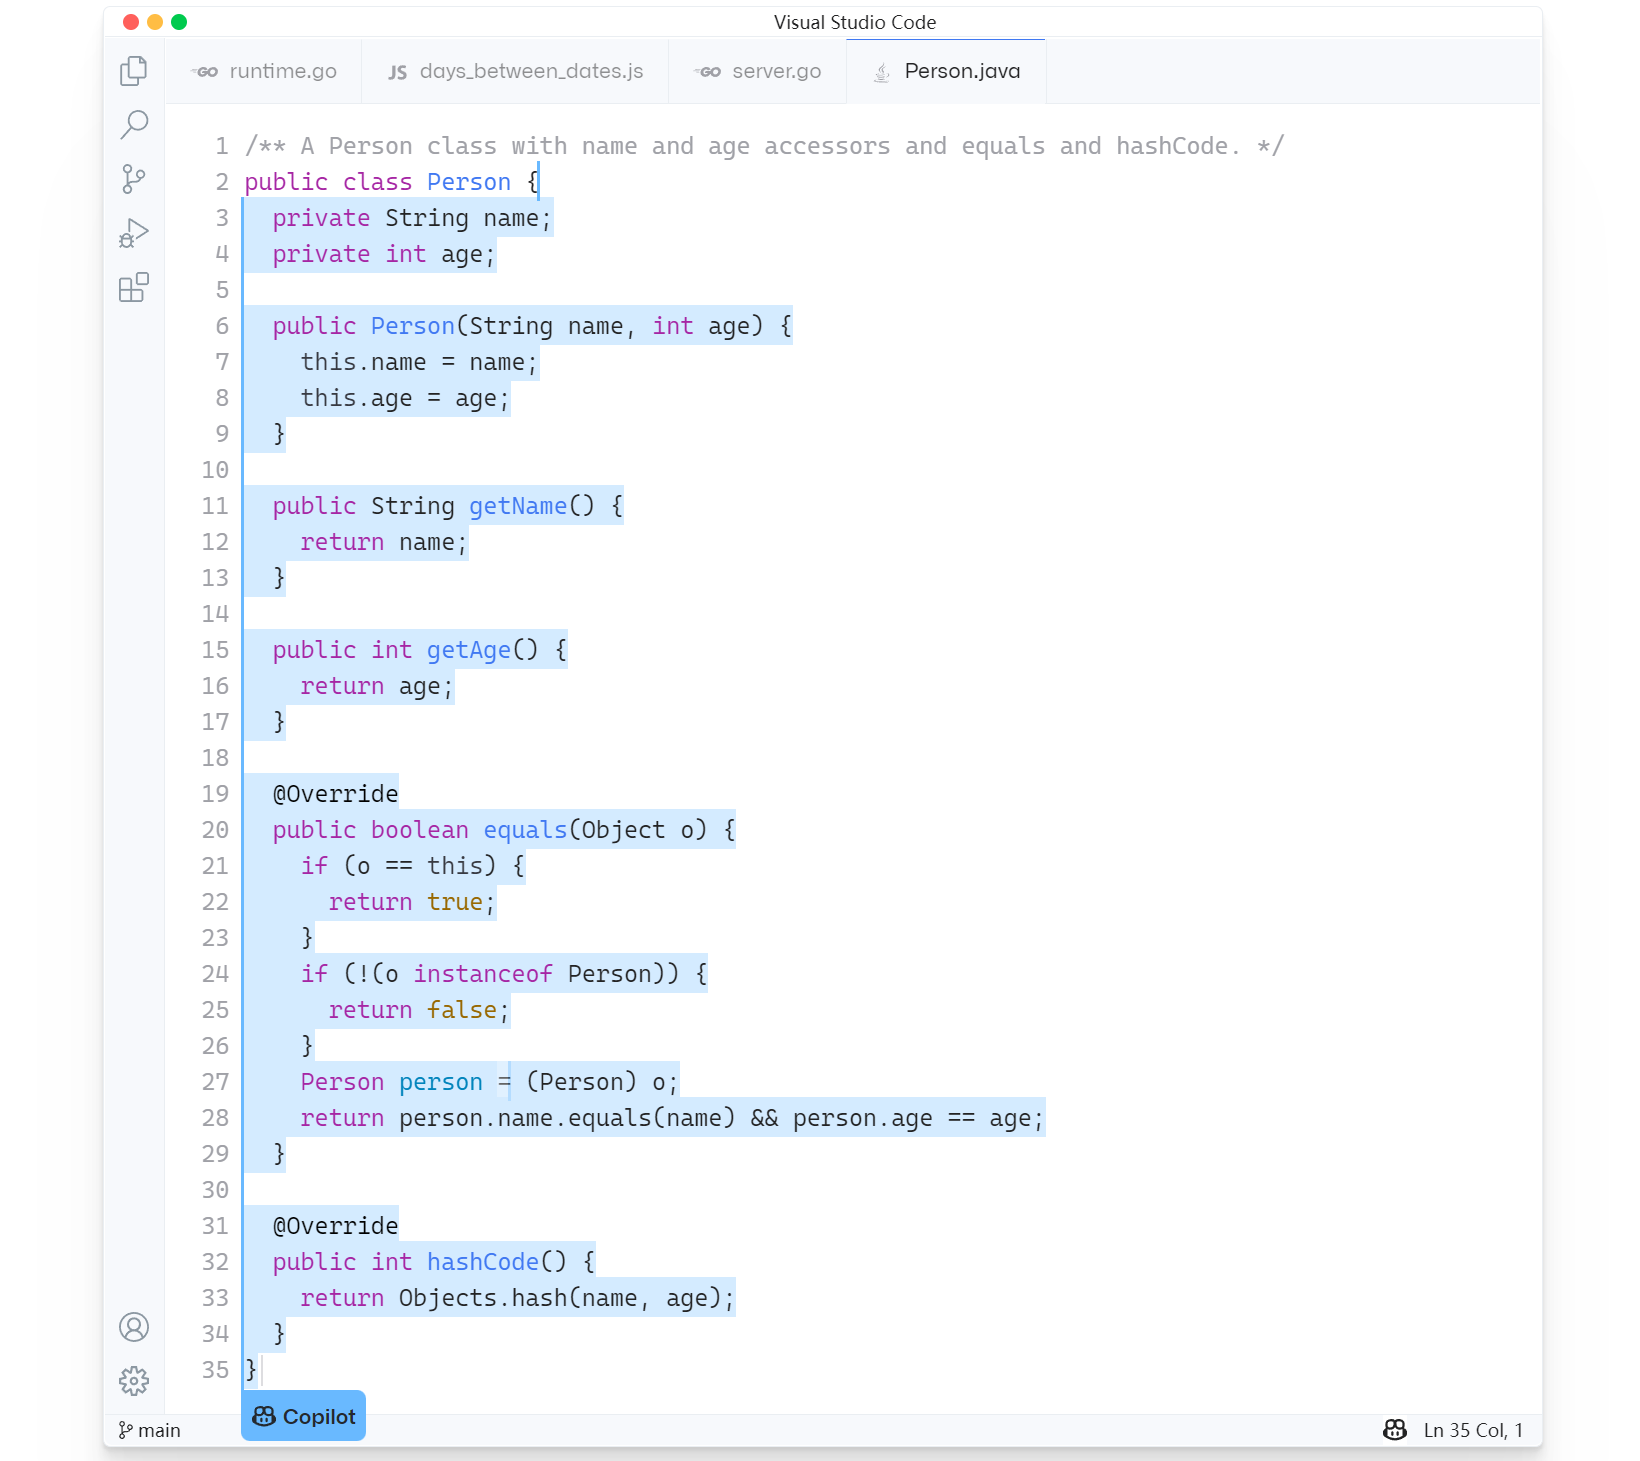 Visual Studio Code
GO runtime.go JS days_between_dates.js GO server.go Person.java
1 /** A Person class with name and age accessors and equals and hashCode. */
2 public class Person {
3   private String name;
4   private int age;
5
6   public Person(String name, int age) {
7     this.name = name;
8     this.age = age;
9   }
10
11   public String getName() {
12     return name;
13   }
14
15   public int getAge() {
16     return age;
17   }
18
19   @Override
20   public boolean equals(Object o) {
21     if (o == this) {
22       return true;
23     }
24     if (!(o instanceof Person)) {
25       return false;
26     }
27     Person person = (Person) o;
28     return person.name.equals(name) && person.age == age;
29   }
30
31   @Override
32   public int hashCode() {
33     return Objects.hash(name, age);
34   }
35 }
Copilot
main Ln 35 Col, 1